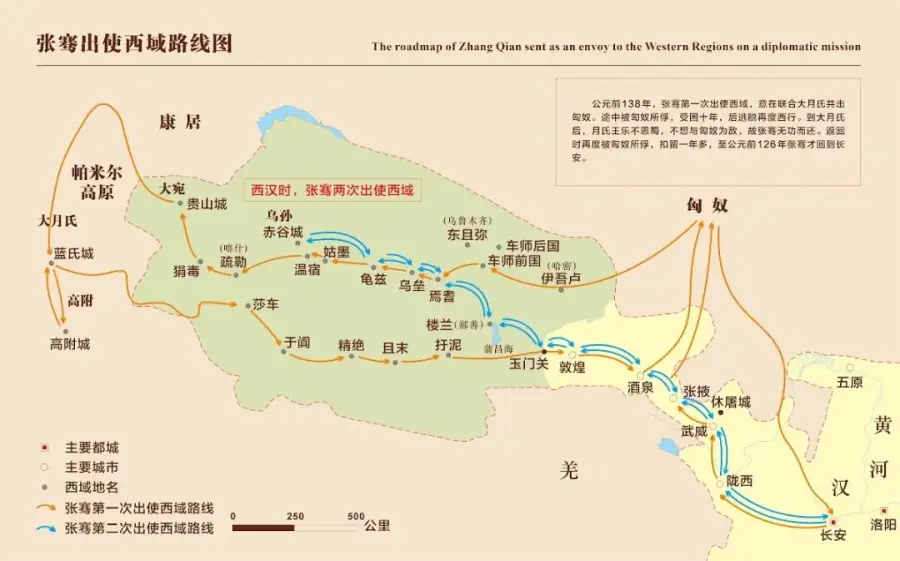 张骞出使西域路线图
The roadmap of Zhang Qian sent as an envoy to the Western Regions on a diplomatic mission
公元前138年，张骞第一次出使西域，意在联合大月氏共击
匈奴。途中被匈奴所俘，受困十年，后逃脱再度西行。到大月氏
后，月氏王乐不思蜀，不想与匈奴为敌，故张骞无功而还。返回
时再度被匈奴所俘，扣留一年多，至公元前126年张骞才回到长
安。
康居
帕米尔
高原
大宛
贵山城
西汉时，张骞两次出使西域
匈奴
大月氏
蓝氏城
乌孙
赤谷城
(乌鲁木齐)
东且弥
车师后国
车师前国
(哈密)
伊吾卢
(喀什)
疏勒
狷毒
姑墨
温宿
龟兹
乌垒
焉耆
高附
高附城
莎车
楼兰(鄯善)
于阗
精绝
且末
扜泥
蒲昌海
玉门关
敦煌
酒泉
张掖
休屠城
武威
五原
黄河
羌
陇西
汉
长安
洛阳
主要都城
主要城市
西域地名
张骞第一次出使西域路线
张骞第二次出使西域路线
0 250 500 公里